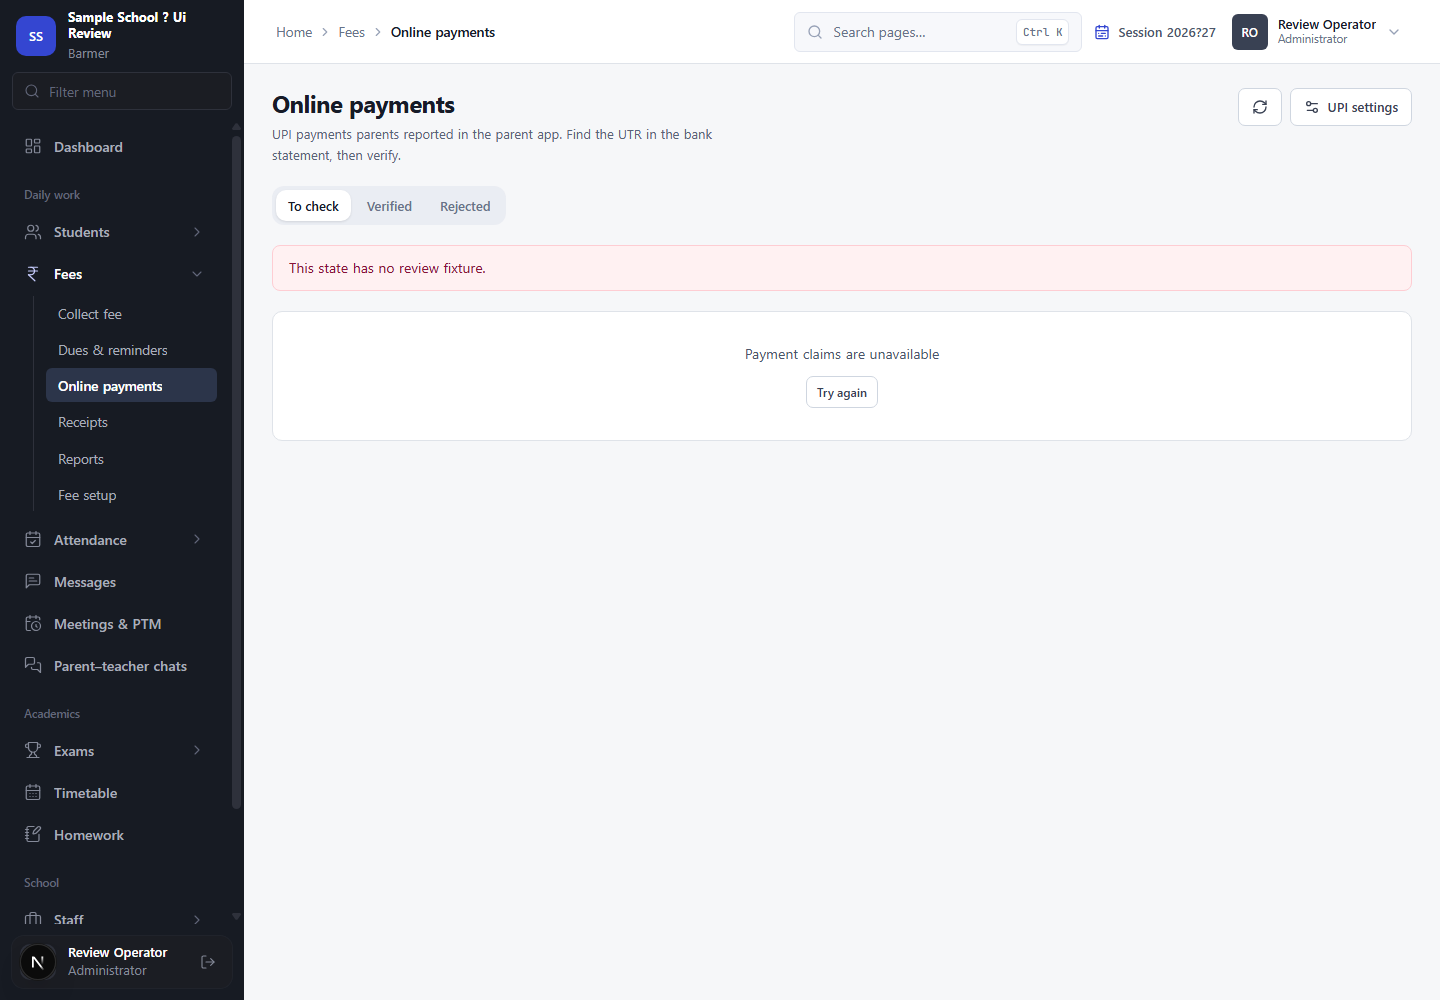 SS
Sample School ? Ui
Review
Barmer
Filter menu
Dashboard
Daily work
Students
Fees
Collect fee
Dues & reminders
Online payments
Receipts
Reports
Fee setup
Attendance
Messages
Meetings & PTM
Parent–teacher chats
Academics
Exams
Timetable
Homework
School
Staff
N
Review Operator
Administrator
Home > Fees > Online payments
Search pages...
Ctrl K
Session 2026?27
RO
Review Operator
Administrator
Online payments
UPI payments parents reported in the parent app. Find the UTR in the bank
statement, then verify.
UPI settings
To check
Verified
Rejected
This state has no review fixture.
Payment claims are unavailable
Try again